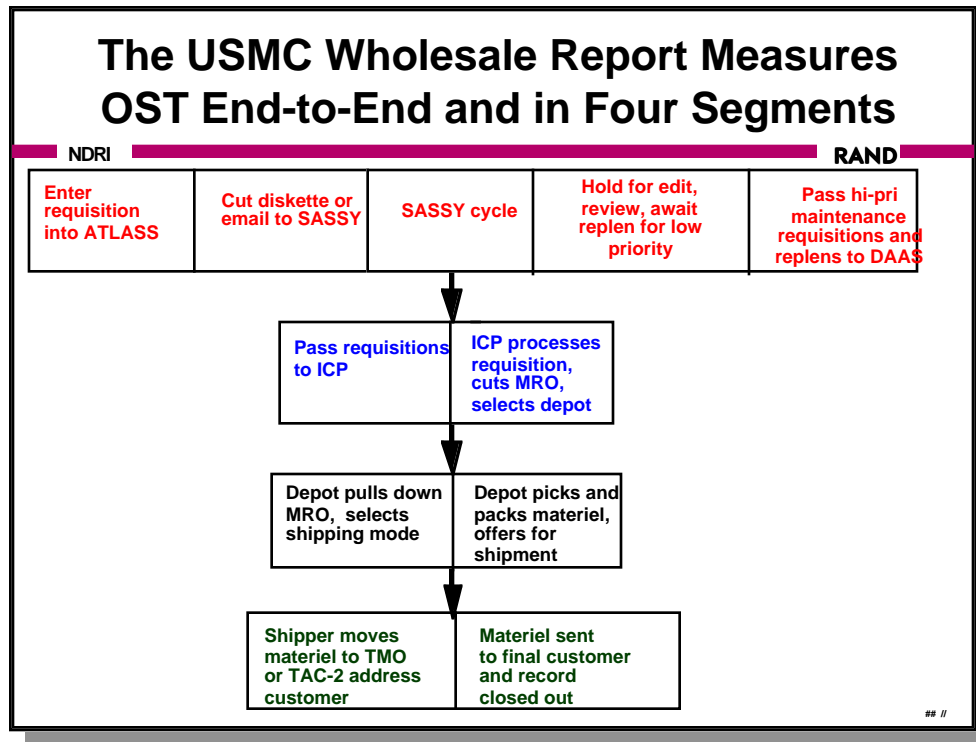 The USMC Wholesale Report Measures
OST End-to-End and in Four Segments
NDRI
RAND
Enter
requisition
into ATLASS
Cut diskette or
email to SASSY
SASSY cycle
Hold for edit,
review, await
replen for low
priority
Pass hi-pri
maintenance
requisitions and
replens to DAAS
Pass requisitions
to ICP
ICP processes
requisition,
cuts MRO,
selects depot
Depot pulls down
MRO, selects
shipping mode
Depot picks and
packs materiel,
offers for
shipment
Shipper moves
materiel to TMO
or TAC-2 address
customer
Materiel sent
to final customer
and record
closed out
## //